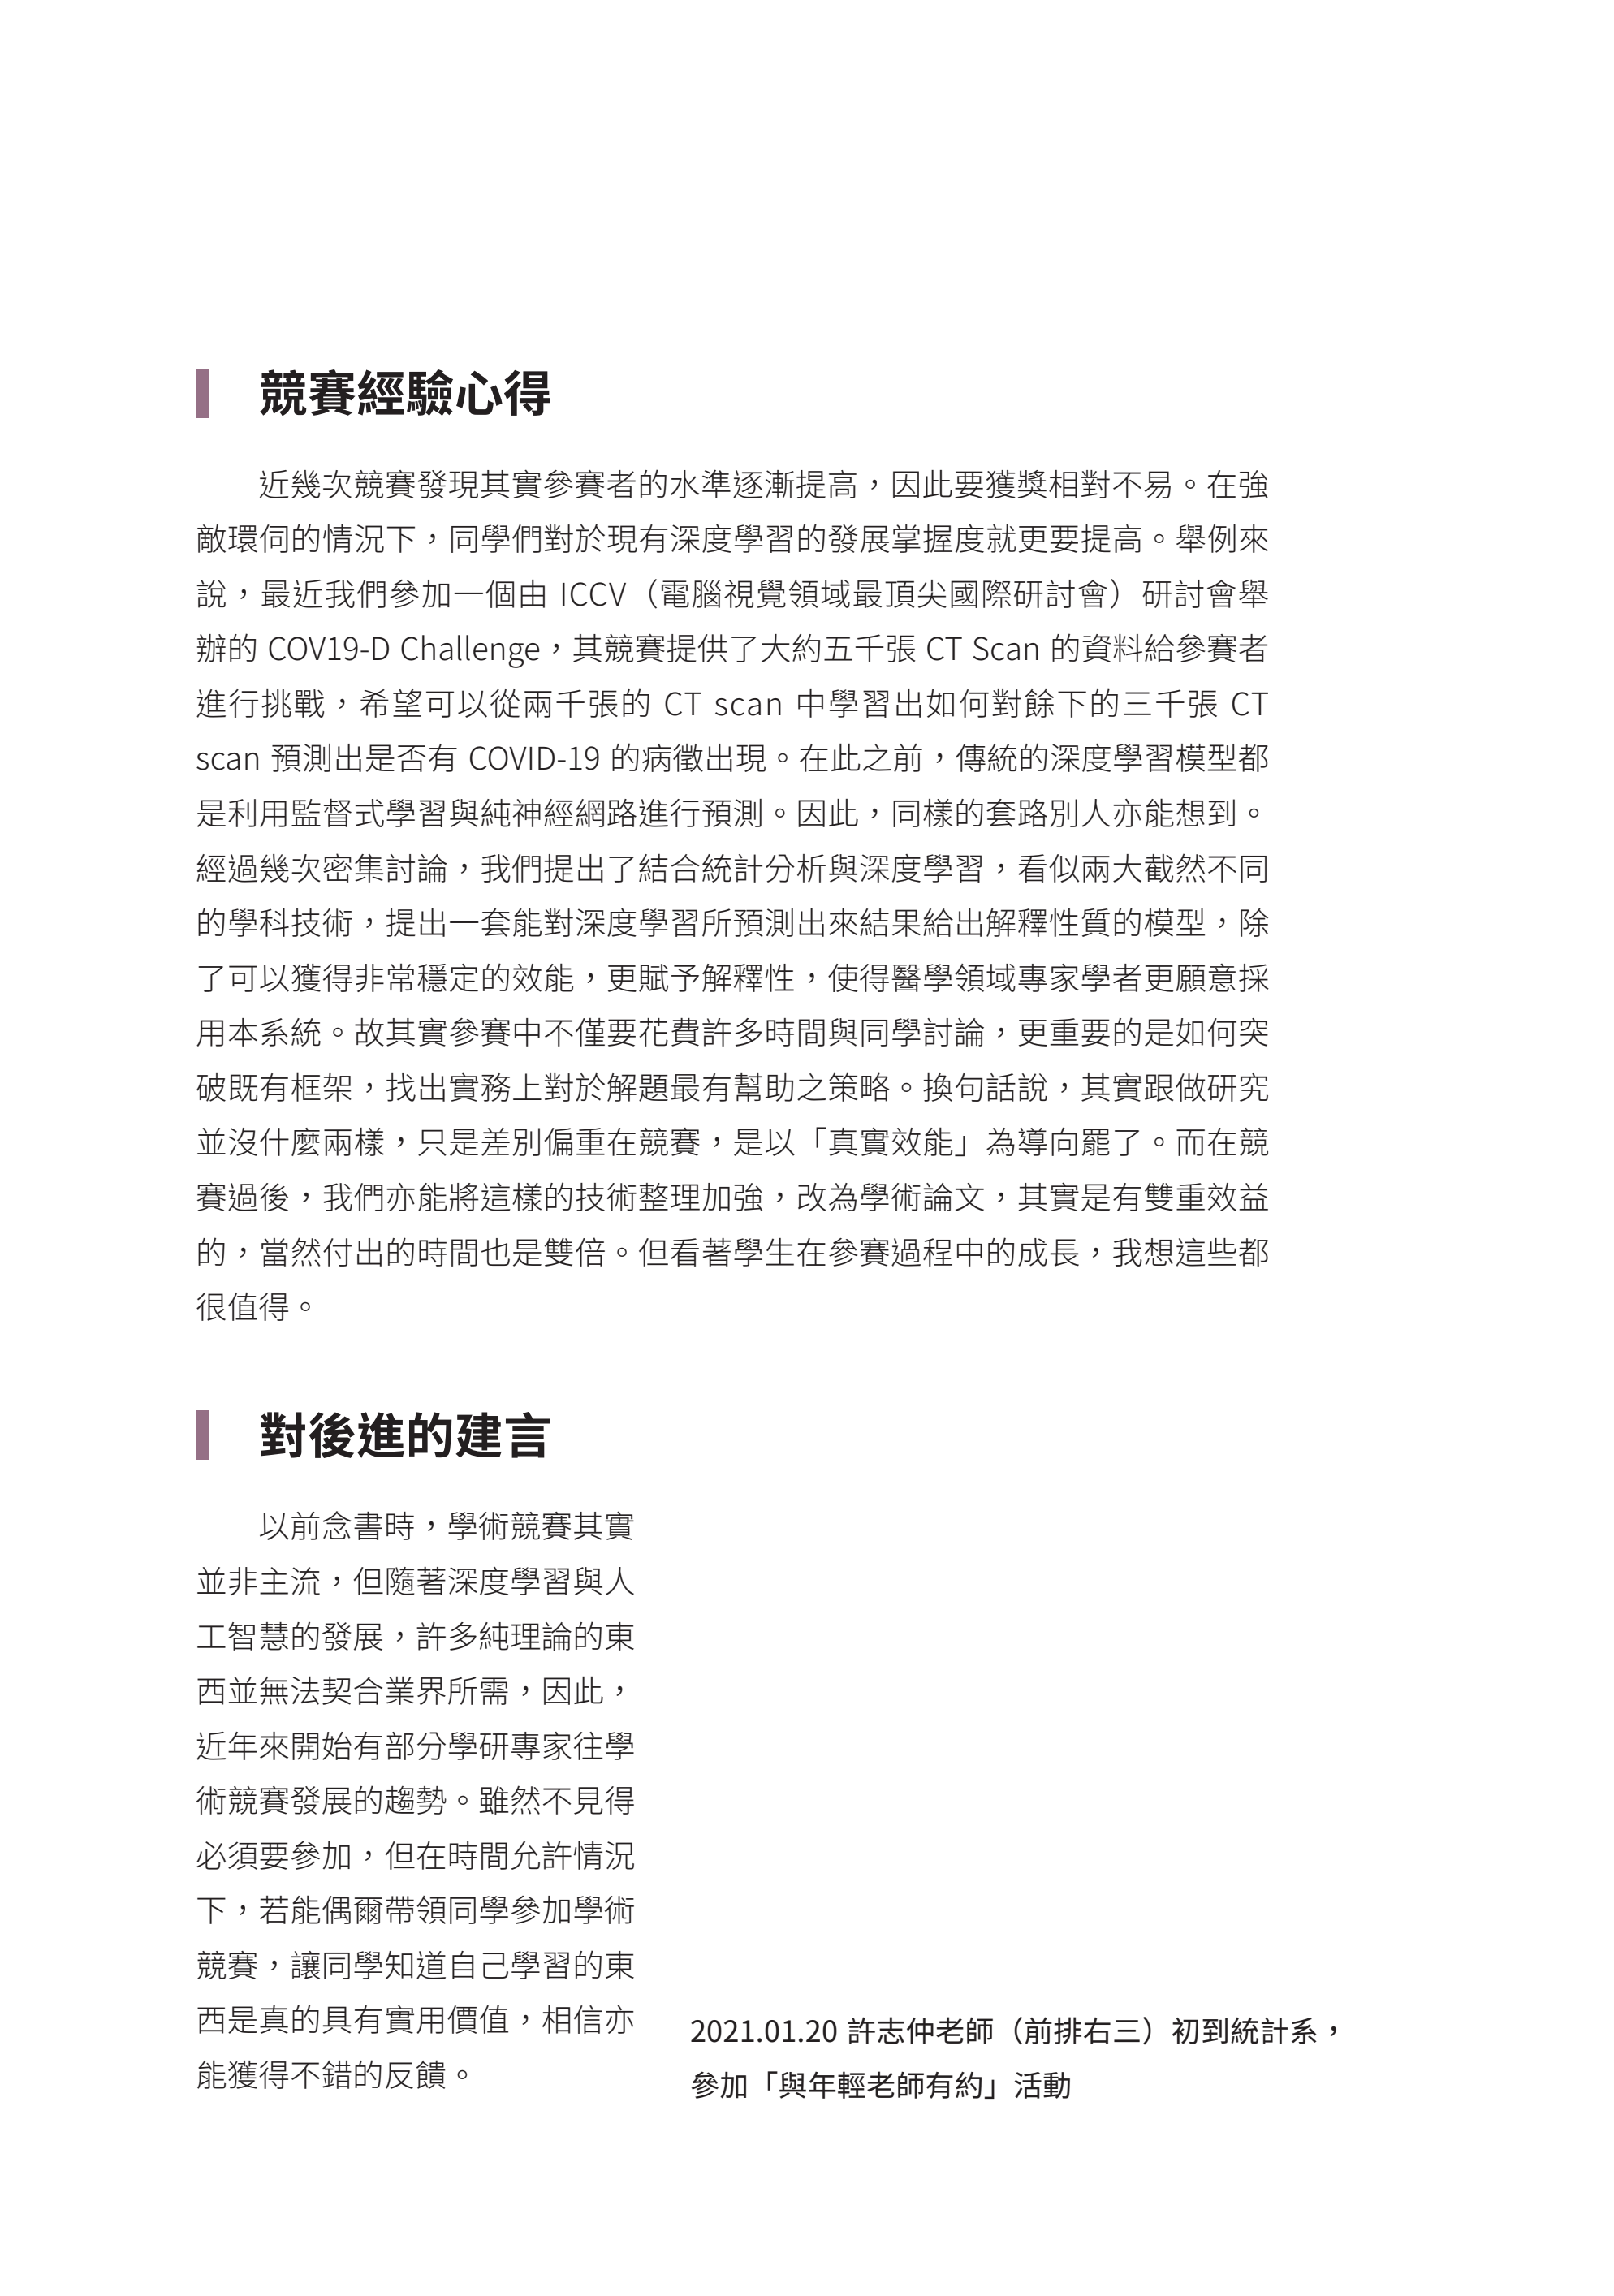 競賽經驗心得
近幾次競賽發現其實參賽者的水準逐漸提高，因此要獲獎相對不易。在強
敵環伺的情況下，同學們對於現有深度學習的發展掌握度就更要提高。舉例來
說，最近我們參加一個由 ICCV（電腦視覺領域最頂尖國際研討會）研討會舉
辦的 COV19-D Challenge，其競賽提供了大約五千張 CT Scan 的資料給參賽者
進行挑戰，希望可以從兩千張的 CT scan 中學習出如何對餘下的三千張 CT
scan 預測出是否有 COVID-19 的病徵出現。在此之前，傳統的深度學習模型都
是利用監督式學習與純神經網路進行預測。因此，同樣的套路別人亦能想到。
經過幾次密集討論，我們提出了結合統計分析與深度學習，看似兩大截然不同
的學科技術，提出一套能對深度學習所預測出來結果給出解釋性質的模型，除
了可以獲得非常穩定的效能，更賦予解釋性，使得醫學領域專家學者更願意採
用本系統。故其實參賽中不僅要花費許多時間與同學討論，更重要的是如何突
破既有框架，找出實務上對於解題最有幫助之策略。換句話說，其實跟做研究
並沒什麼兩樣，只是差別偏重在競賽，是以「真實效能」為導向罷了。而在競
賽過後，我們亦能將這樣的技術整理加強，改為學術論文，其實是有雙重效益
的，當然付出的時間也是雙倍。但看著學生在參賽過程中的成長，我想這些都
很值得。
對後進的建言
以前念書時，學術競賽其實
並非主流，但隨著深度學習與人
工智慧的發展，許多純理論的東
西並無法契合業界所需，因此，
近年來開始有部分學研專家往學
術競賽發展的趨勢。雖然不見得
必須要參加，但在時間允許情況
下，若能偶爾帶領同學參加學術
競賽，讓同學知道自己學習的東
西是真的具有實用價值，相信亦
能獲得不錯的反饋。
2021.01.20 許志仲老師（前排右三）初到統計系，
參加「與年輕老師有約」活動